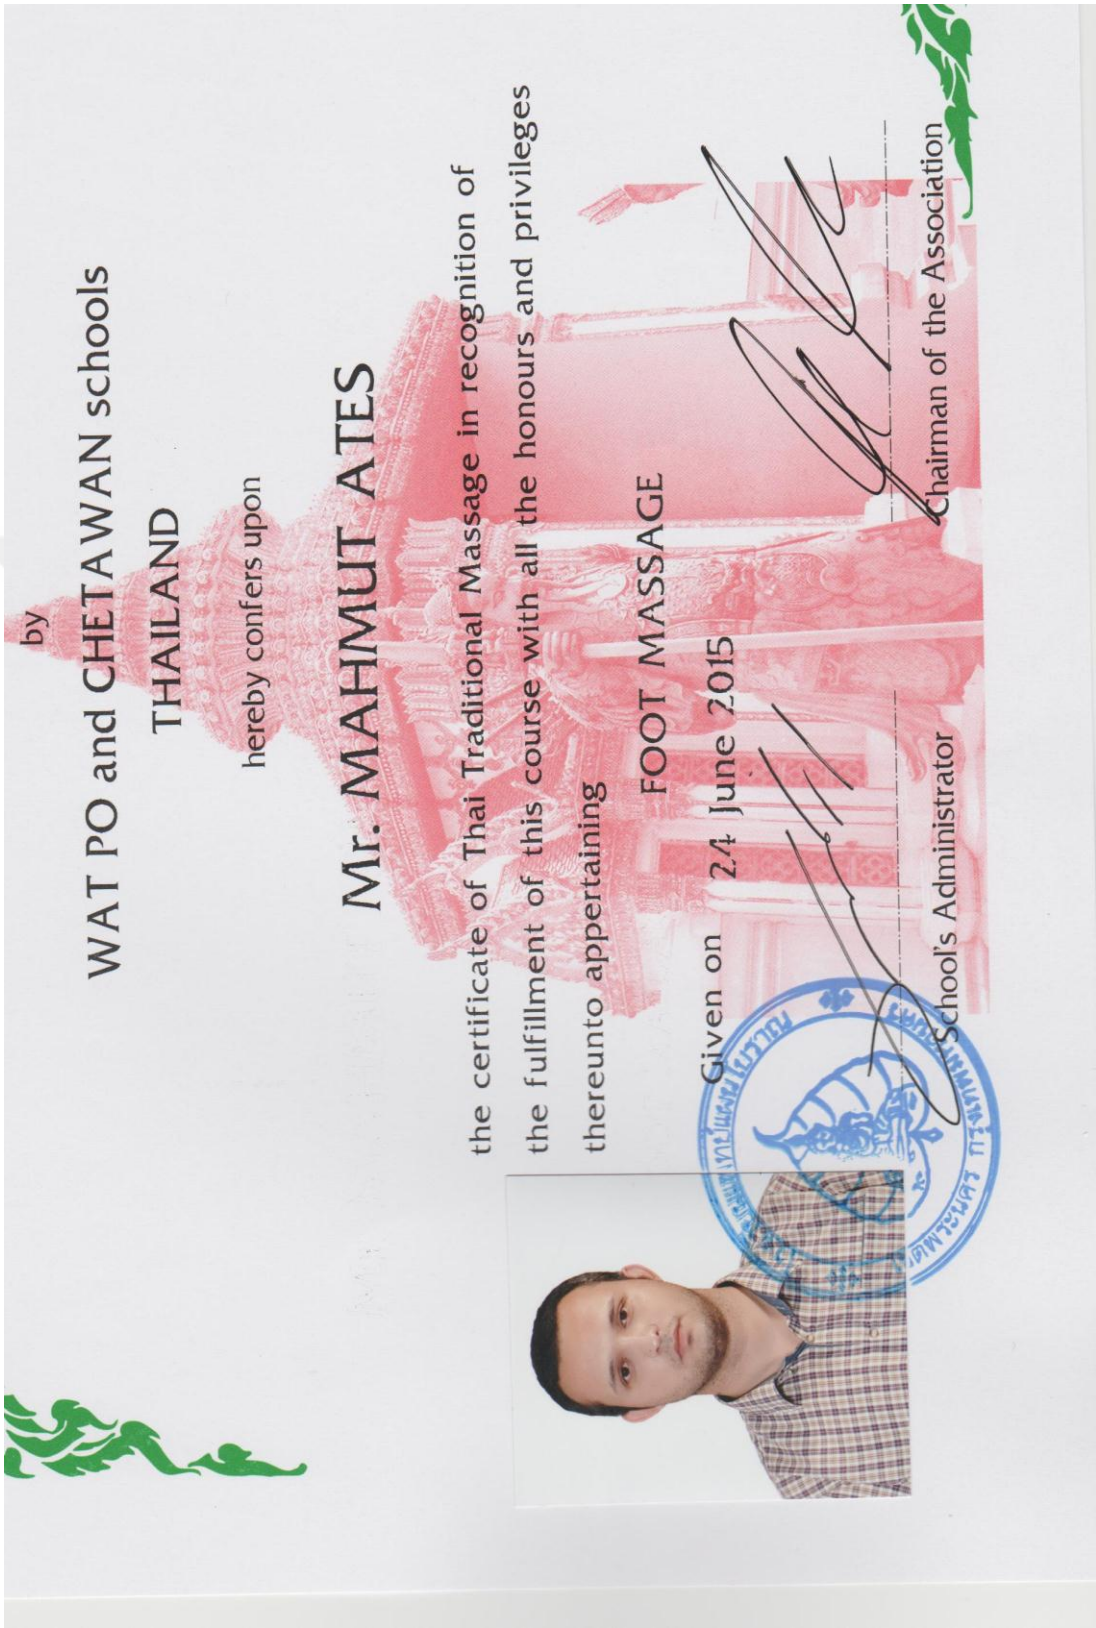 by
WAT PO and CHETAWAN schools
THAILAND
hereby confers upon
Mr. MAHMUT ATES
the certificate of Thai Traditional Massage in recognition of
the fulfillment of this course with all the honours and privileges
thereunto appertaining
FOOT MASSAGE
Given on 24 June 2015
School's Administrator
Chairman of the Association